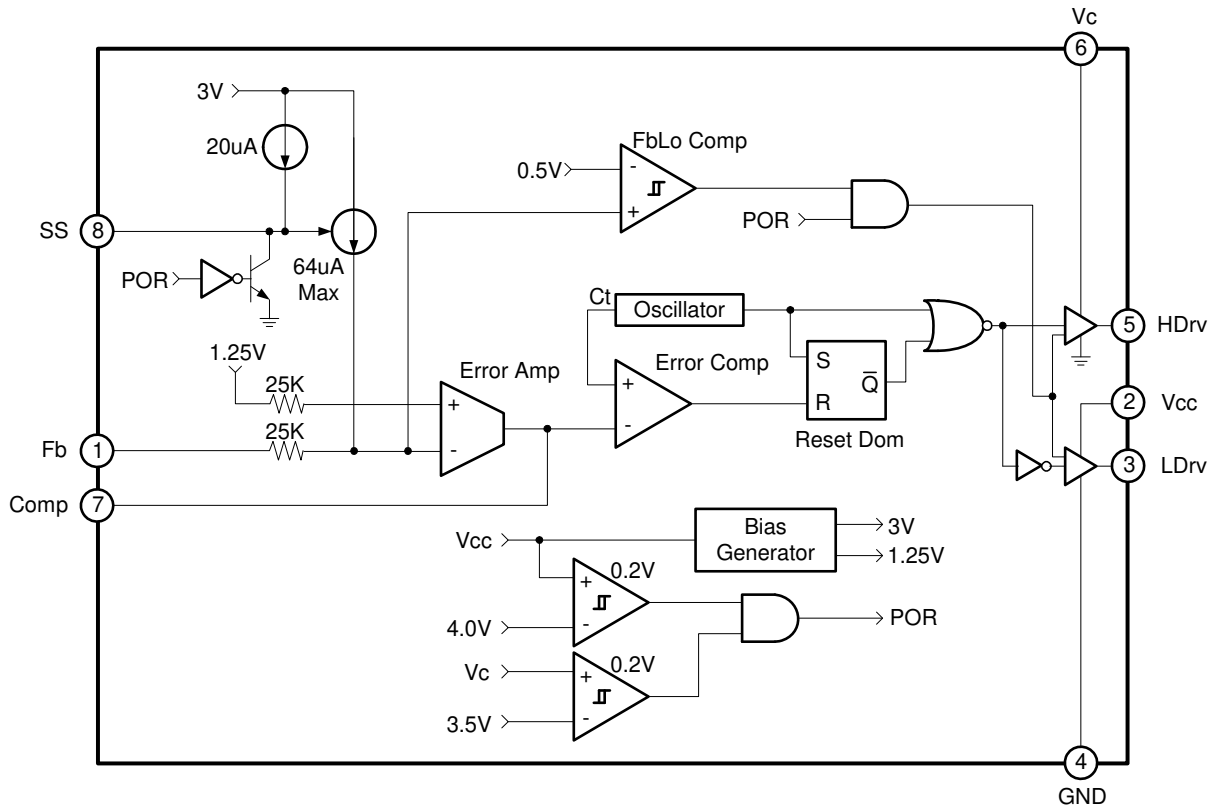 Vc
6
3V
20uA
FbLo Comp
0.5V
-
+
SS
8
POR
64uA
Max
POR
Ct
Oscillator
5
HDrv
1.25V
25K
Error Amp
Error Comp
+
-
S
Q̅
R
Reset Dom
2
Vcc
+
-
25K
Fb
1
3
LDrv
Comp
7
Vcc
Bias
Generator
3V
1.25V
0.2V
+
-
4.0V
POR
Vc
0.2V
+
-
3.5V
4
GND